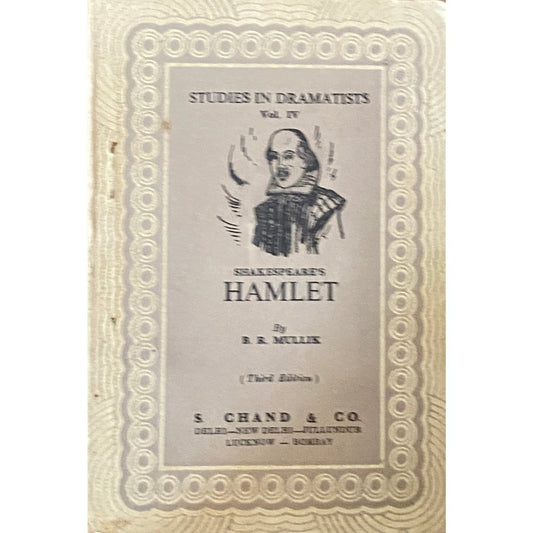 STUDIES IN DRAMATISTS
Vol. IV
SHAKESPEARE'S
HAMLET
By
B. R. MULLIK
(Third Edition)
S. CHAND & CO.
DELHI—NEW DELHI—JULLUNDUR
LUCKNOW — BOMBAY